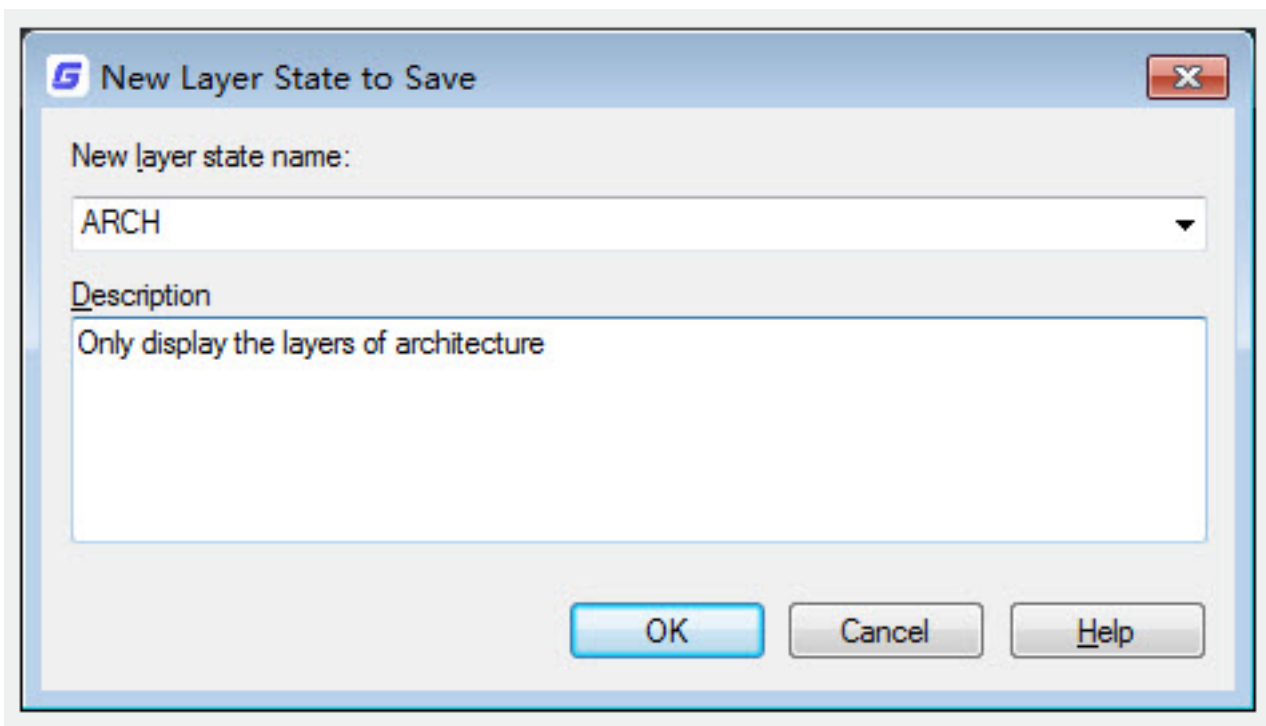 New Layer State to Save
New layer state name:
ARCH
Description
Only display the layers of architecture
OK Cancel Help